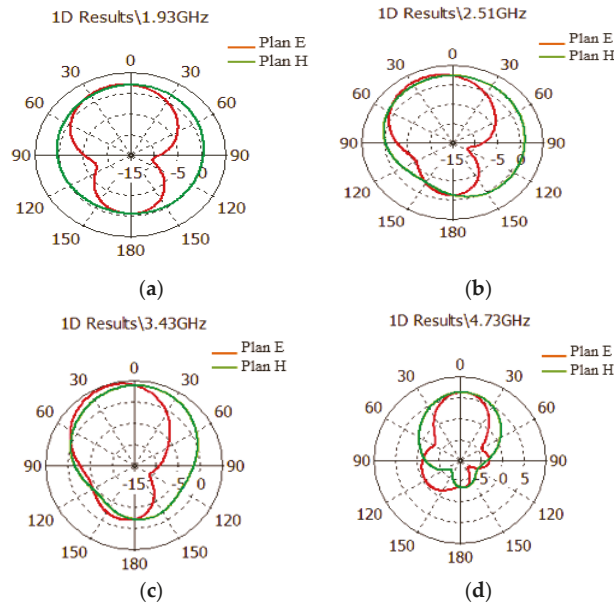 1D Results\1.93GHz
Plan E
Plan H
0
30 30
60 60
90 90
-15 -5 0
120 120
150 150
180
(a)
1D Results\2.51GHz
Plan E
Plan H
0
30 30
60 60
90 90
-15 -5 0
120 120
150 150
180
(b)
1D Results\3.43GHz
Plan E
Plan H
0
30 30
60 60
90 90
-15 -5 0
120 120
150 150
180
(c)
1D Results\4.73GHz
Plan E
Plan H
0
30 30
60 60
90 90
-5 0 5
120 120
150 150
180
(d)